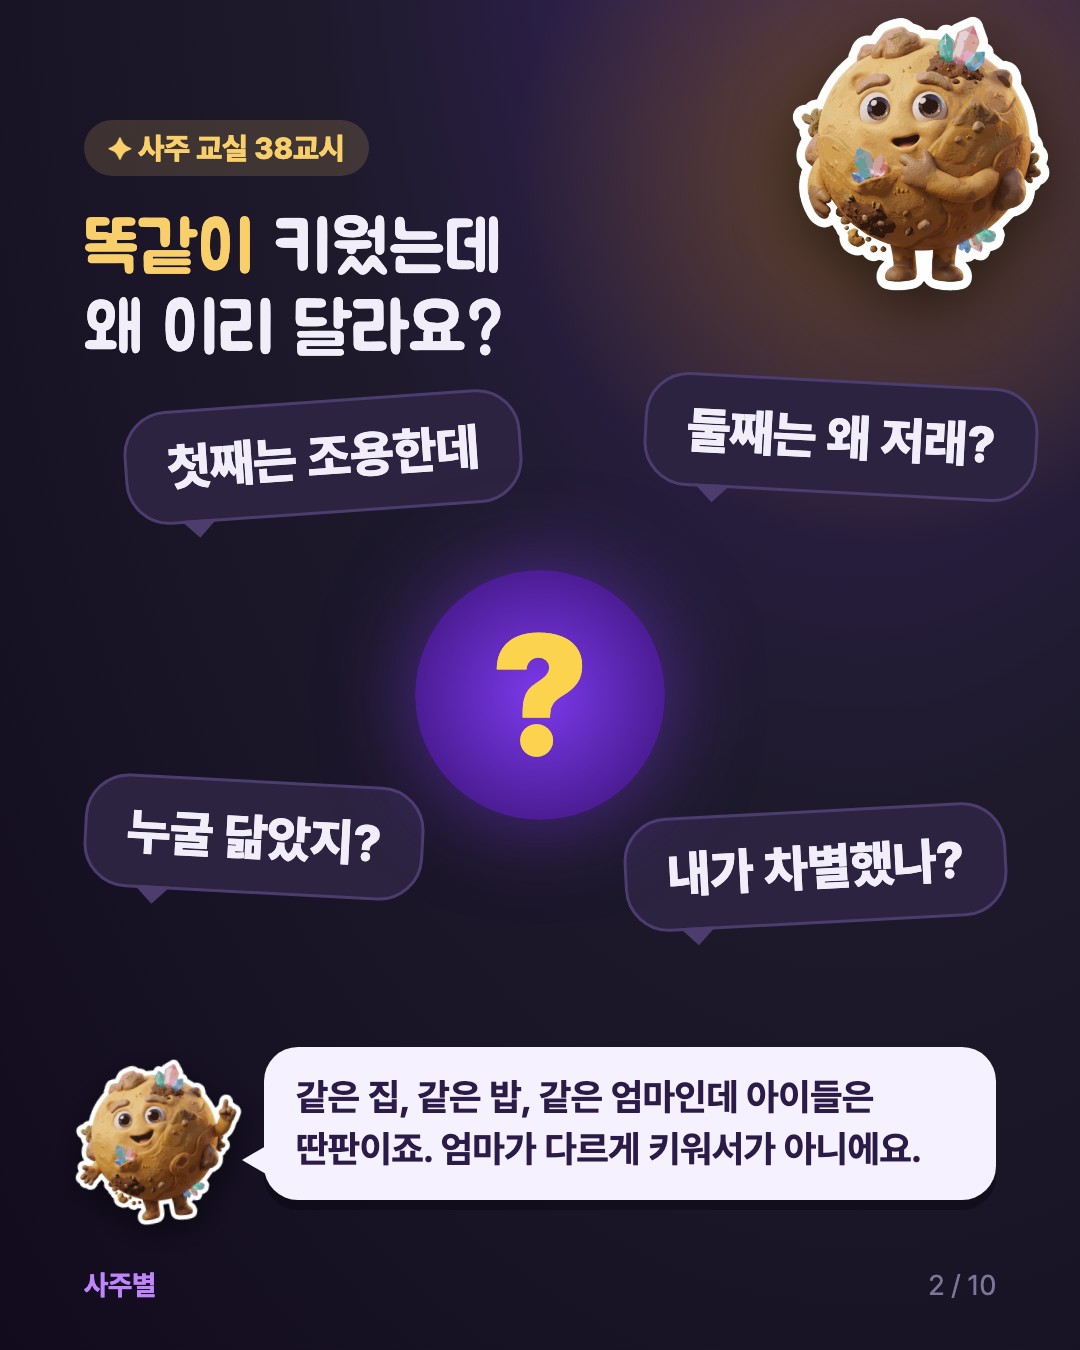 ✦ 사주 교실 38교시
똑같이 키웠는데
왜 이리 달라요?
첫째는 조용한데
둘째는 왜 저래?
?
누굴 닮았지?
내가 차별했나?
같은 집, 같은 밥, 같은 엄마인데 아이들은
딴판이죠. 엄마가 다르게 키워서가 아니에요.
사주별
2 / 10